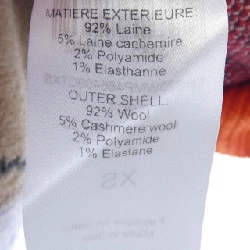 MATIERE EXTERIEURE
92% Laine
5% Laine cachemire
2% Polyamide
1% Elasthanne
OUTER SHELL
92% Wool
5% Cashmere wool
2% Polyamide
1% Elastane
XS